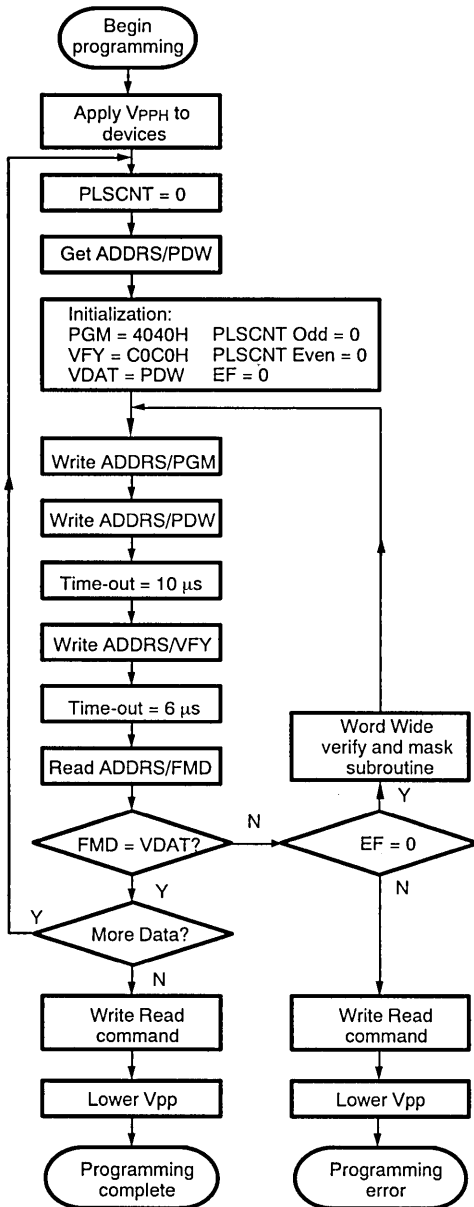 Begin
programming
Apply VPPH to
devices
PLSCNT = 0
Get ADDRS/PDW
Initialization:
PGM = 4040H PLSCNT Odd = 0
VFY = C0C0H PLSCNT Even = 0
VDAT = PDW EF = 0
Write ADDRS/PGM
Write ADDRS/PDW
Time-out = 10 µs
Write ADDRS/VFY
Time-out = 6 µs
Read ADDRS/FMD
Word Wide
verify and mask
subroutine
Y
FMD = VDAT?
N
EF = 0
Y
N
Y
More Data?
N
Write Read
command
Write Read
command
Lower Vpp
Lower Vpp
Programming
complete
Programming
error